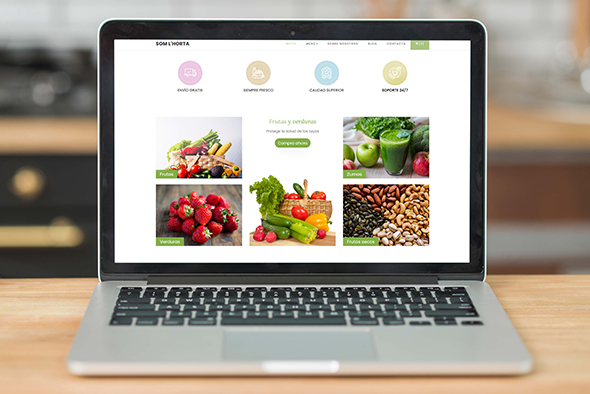 SOM L'HORTA
INICIO MENÚ SOBRE NOSOTROS BLOG CONTACTO
ENVÍO GRATIS
SIEMPRE FRESCO
CALIDAD SUPERIOR
SOPORTE 24/7
Frutas y verduras
Protege la salud de los tuyos
Compra ahora
Frutas
Zumos
Verduras
Frutos secos